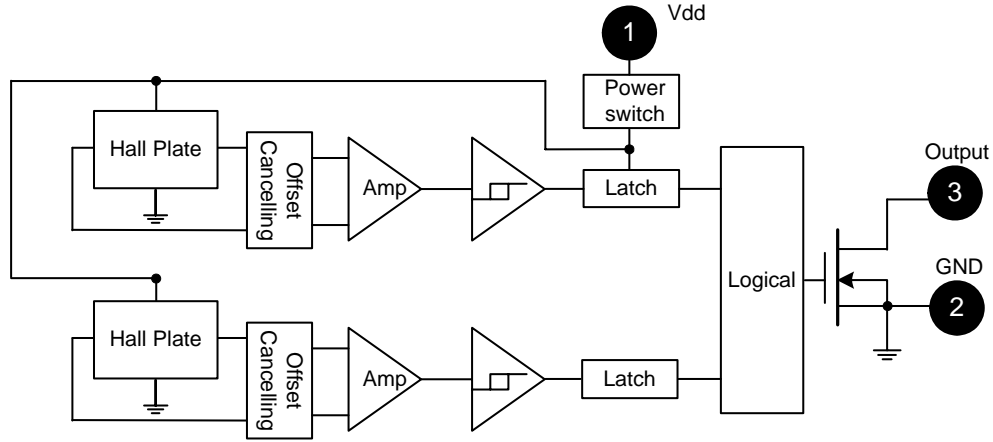 1
Vdd
Power
switch
Hall Plate
Offset
Cancelling
Amp
Latch
Output
3
Logical
GND
2
Hall Plate
Offset
Cancelling
Amp
Latch